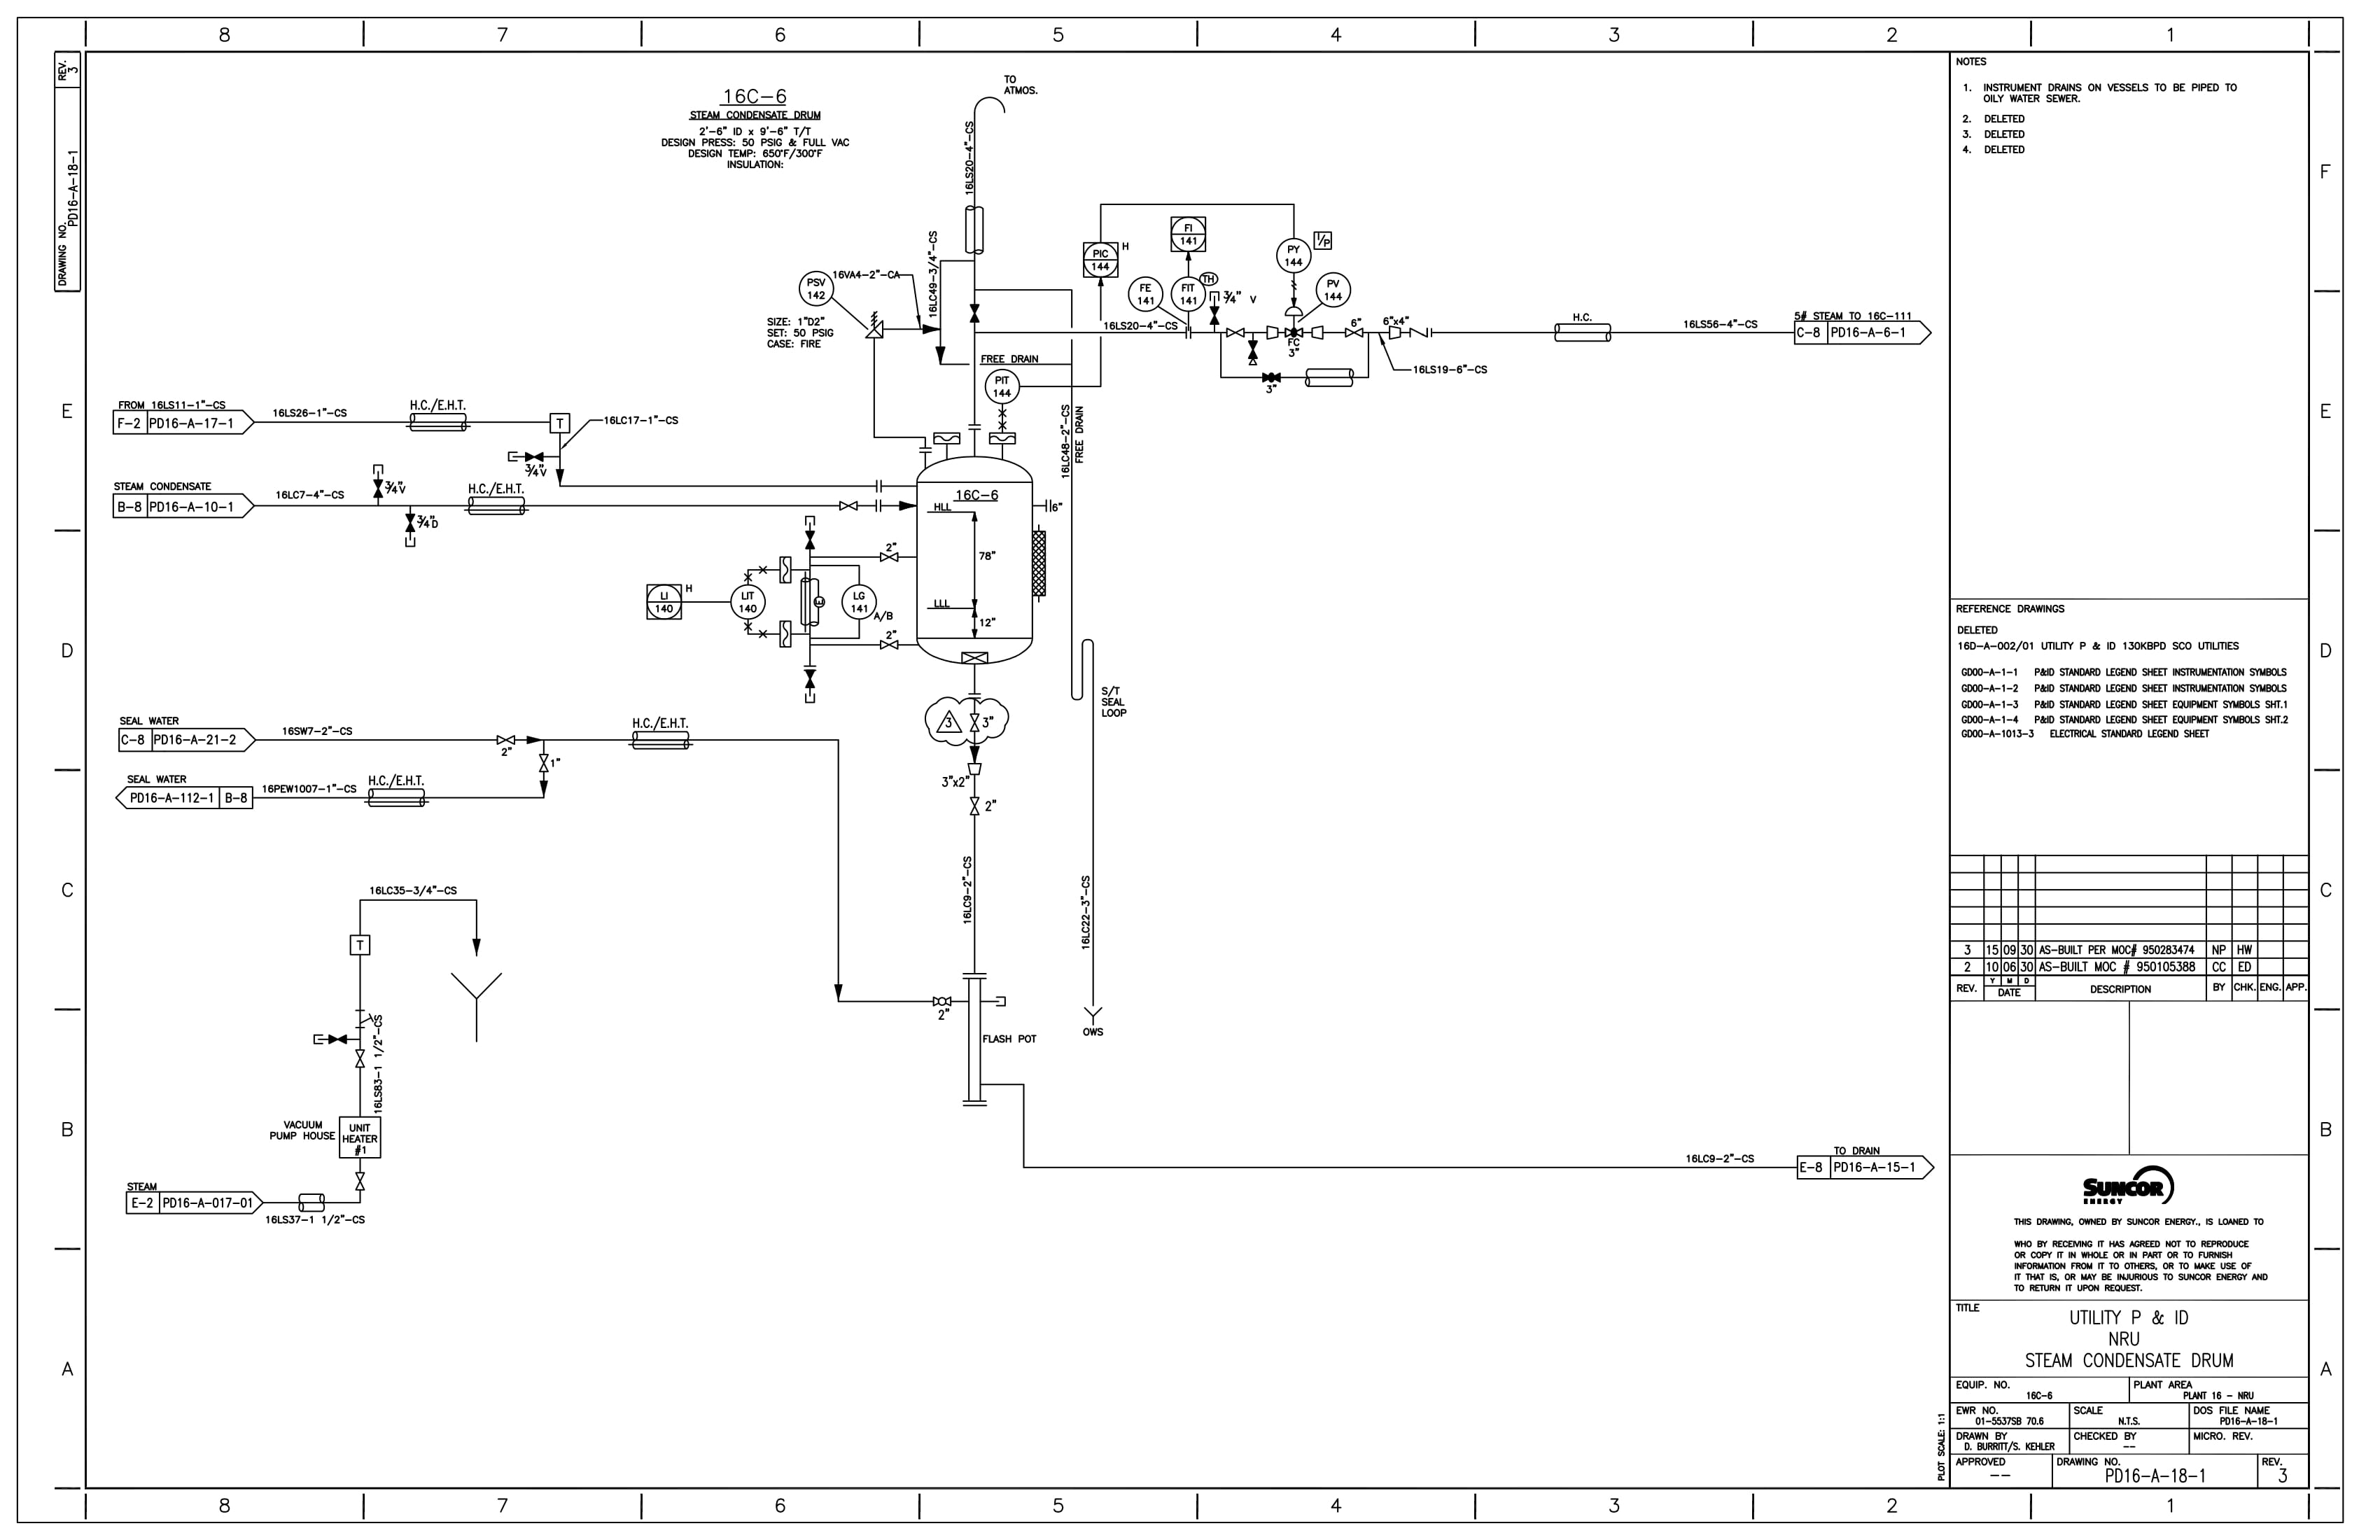 8 7 6 5 4 3 2 1
REV. 3
DRAWING NO. PD16-A-18-1
F
E
D
C
B
A
16C-6
STEAM CONDENSATE DRUM
2'-6" ID x 9'-6" T/T
DESIGN PRESS: 50 PSIG & FULL VAC
DESIGN TEMP: 650°F/300°F
INSULATION:
TO
ATMOS.
16LS20-4"-CS
16LC49-3/4"-CS
16VA4-2"-CA
PSV
142
SIZE: 1"D2"
SET: 50 PSIG
CASE: FIRE
FREE DRAIN
PIC
144
H
FI
141
PY
144
I/P
FE
141
FIT
141
TH
PV
144
3/4" V
16LS20-4"-CS
FC
3"
6"
6"x4"
3"
16LS19-6"-CS
H.C.
16LS56-4"-CS
5# STEAM TO 16C-111
C-8 PD16-A-6-1
PIT
144
16LC48-2"-CS
FREE DRAIN
FROM 16LS11-1"-CS
F-2 PD16-A-17-1
16LS26-1"-CS
H.C./E.H.T.
T
16LC17-1"-CS
3/4"V
STEAM CONDENSATE
B-8 PD16-A-10-1
16LC7-4"-CS
3/4"V
3/4"D
H.C./E.H.T.
16C-6
HLL
6"
78"
LLL
12"
2"
LI
140
H
LIT
140
E
LG
141
A/B
2"
S/T
SEAL
LOOP
3
3"
3"x2"
2"
SEAL WATER
C-8 PD16-A-21-2
16SW7-2"-CS
2"
H.C./E.H.T.
1"
SEAL WATER
PD16-A-112-1 B-8
16PEW1007-1"-CS
H.C./E.H.T.
16LC9-2"-CS
16LC22-3"-CS
16LC35-3/4"-CS
T
2"
FLASH POT
OWS
16LS83-1 1/2"-CS
VACUUM
PUMP HOUSE
UNIT
HEATER
#1
STEAM
E-2 PD16-A-017-01
16LS37-1 1/2"-CS
16LC9-2"-CS
TO DRAIN
E-8 PD16-A-15-1
NOTES
1. INSTRUMENT DRAINS ON VESSELS TO BE PIPED TO
OILY WATER SEWER.
2. DELETED
3. DELETED
4. DELETED
REFERENCE DRAWINGS
DELETED
16D-A-002/01 UTILITY P & ID 130KBPD SCO UTILITIES
GD00-A-1-1 P&ID STANDARD LEGEND SHEET INSTRUMENTATION SYMBOLS
GD00-A-1-2 P&ID STANDARD LEGEND SHEET INSTRUMENTATION SYMBOLS
GD00-A-1-3 P&ID STANDARD LEGEND SHEET EQUIPMENT SYMBOLS SHT.1
GD00-A-1-4 P&ID STANDARD LEGEND SHEET EQUIPMENT SYMBOLS SHT.2
GD00-A-1013-3 ELECTRICAL STANDARD LEGEND SHEET
3 15 09 30 AS-BUILT PER MOC# 950283474 NP HW
2 10 06 30 AS-BUILT MOC # 950105388 CC ED
REV. Y M D DATE DESCRIPTION BY CHK. ENG. APP.
SUNCOR
ENERGY
THIS DRAWING, OWNED BY SUNCOR ENERGY., IS LOANED TO
WHO BY RECEIVING IT HAS AGREED NOT TO REPRODUCE
OR COPY IT IN WHOLE OR IN PART OR TO FURNISH
INFORMATION FROM IT TO OTHERS, OR TO MAKE USE OF
IT THAT IS, OR MAY BE INJURIOUS TO SUNCOR ENERGY AND
TO RETURN IT UPON REQUEST.
TITLE
UTILITY P & ID
NRU
STEAM CONDENSATE DRUM
EQUIP. NO. 16C-6
PLANT AREA PLANT 16 - NRU
EWR NO. 01-5537SB 70.6
SCALE N.T.S.
DOS FILE NAME PD16-A-18-1
DRAWN BY D. BURRITT/S. KEHLER
CHECKED BY --
MICRO. REV.
APPROVED --
DRAWING NO. PD16-A-18-1
REV. 3
PLOT SCALE: 1:1
F
E
D
C
B
A
8 7 6 5 4 3 2 1